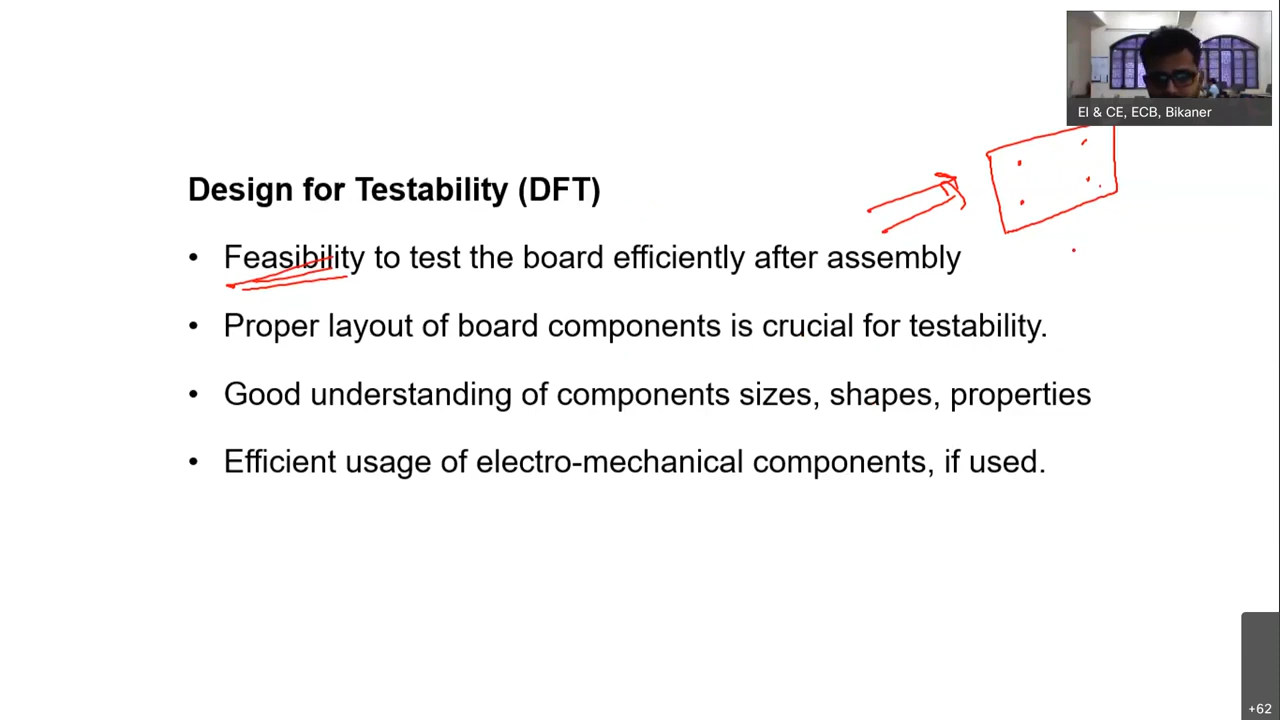 EI & CE, ECB, Bikaner
Design for Testability (DFT)
• Feasibility to test the board efficiently after assembly
• Proper layout of board components is crucial for testability.
• Good understanding of components sizes, shapes, properties
• Efficient usage of electro-mechanical components, if used.
+62